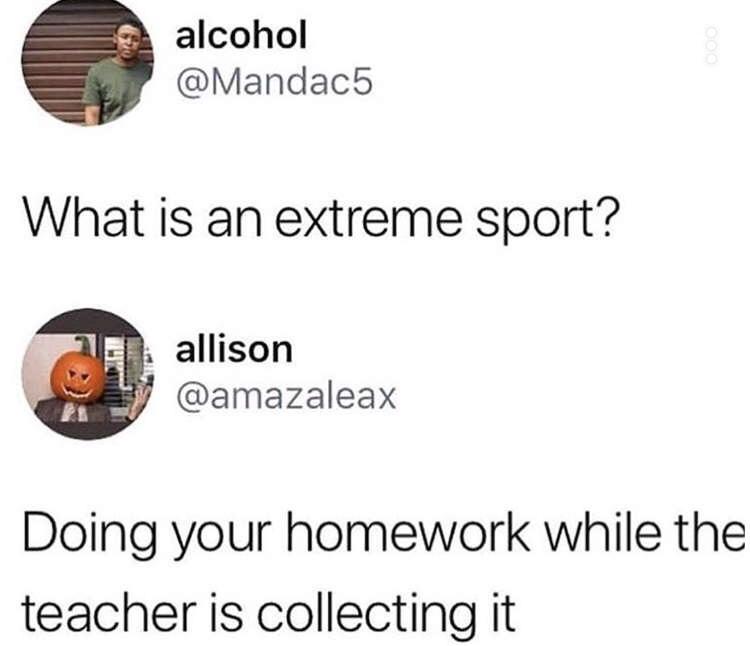 alcohol
@Mandac5
What is an extreme sport?
allison
@amazaleax
Doing your homework while the
teacher is collecting it